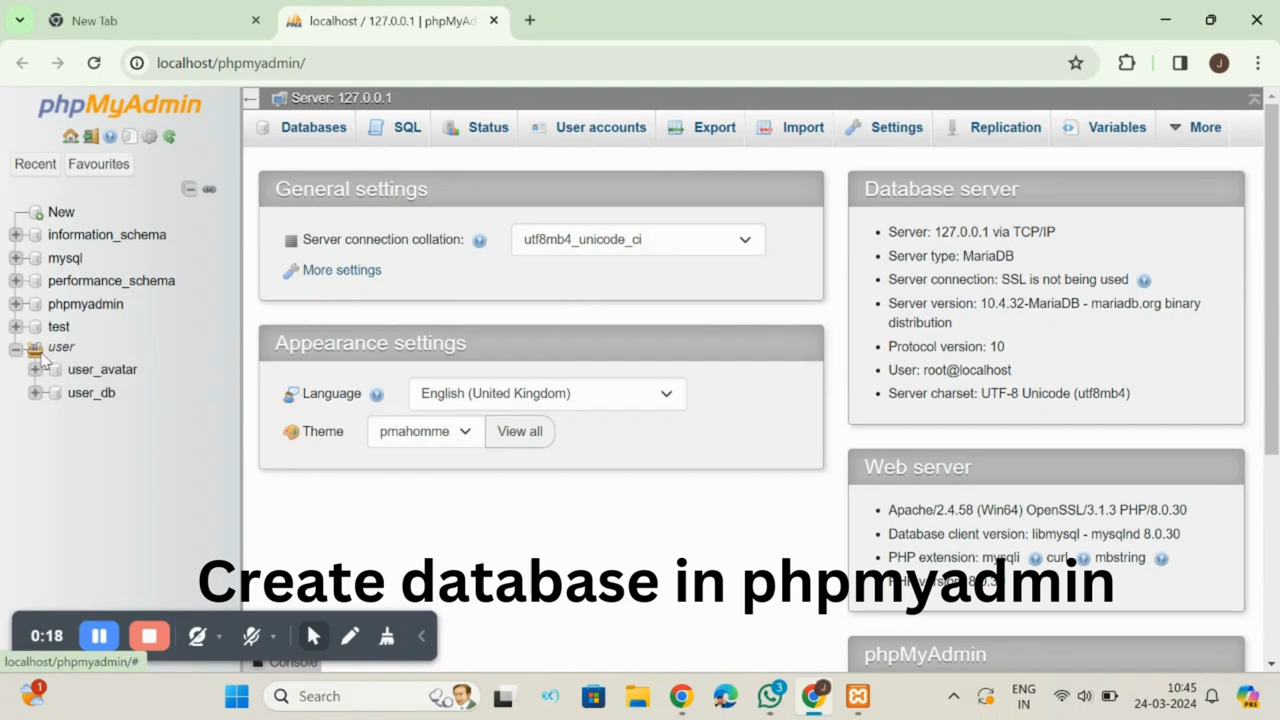 New Tab
localhost / 127.0.0.1 | phpMyAd
localhost/phpmyadmin/
J
phpMyAdmin
Recent
Favourites
New
information_schema
mysql
performance_schema
phpmyadmin
test
user
user_avatar
user_db
Server: 127.0.0.1
Databases
SQL
Status
User accounts
Export
Import
Settings
Replication
Variables
More
General settings
Server connection collation:
utf8mb4_unicode_ci
More settings
Appearance settings
Language
English (United Kingdom)
Theme
pmahomme
View all
Database server
Server: 127.0.0.1 via TCP/IP
Server type: MariaDB
Server connection: SSL is not being used
Server version: 10.4.32-MariaDB - mariadb.org binary
distribution
Protocol version: 10
User: root@localhost
Server charset: UTF-8 Unicode (utf8mb4)
Web server
Apache/2.4.58 (Win64) OpenSSL/3.1.3 PHP/8.0.30
Database client version: libmysql - mysqlnd 8.0.30
PHP extension: mysqli curl mbstring
Create database in phpmyadmin
phpMyAdmin
0:18
localhost/phpmyadmin/#
Console
1
Search
3
J
ENG
IN
10:45
24-03-2024
PRE